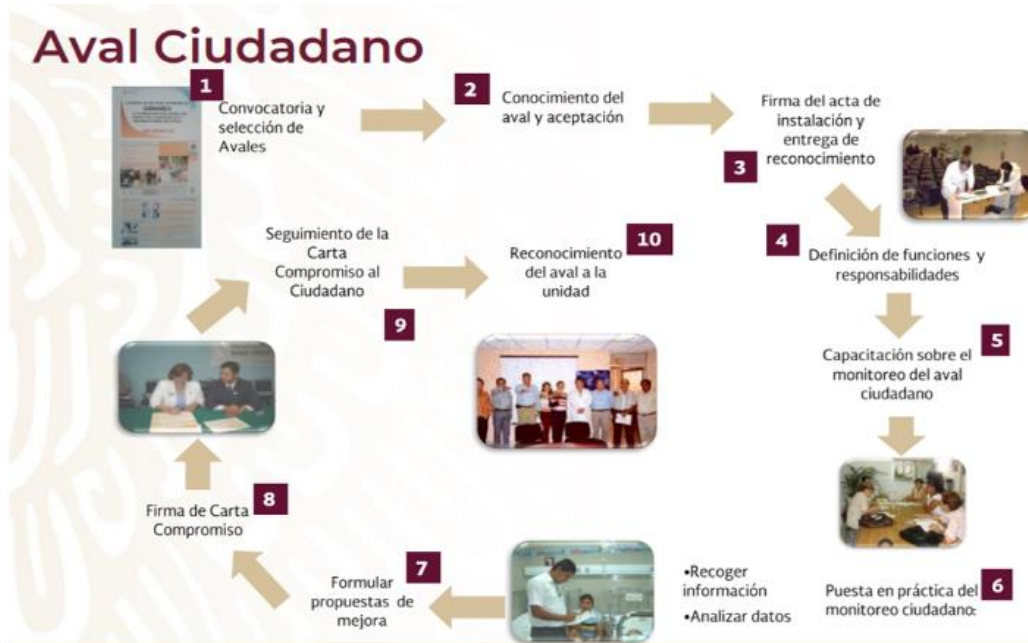 Aval Ciudadano
1
Convocatoria y
selección de
Avales
2
Conocimiento del
aval y aceptación
3
Firma del acta de
instalación y
entrega de
reconocimiento
4
Definición de funciones y
responsabilidades
5
Capacitación sobre el
monitoreo del aval
ciudadano
6
Puesta en práctica del
monitoreo ciudadano:
•Recoger
información
•Analizar datos
7
Formular
propuestas de
mejora
8
Firma de Carta
Compromiso
9
Seguimiento de la
Carta
Compromiso al
Ciudadano
10
Reconocimiento
del aval a la
unidad